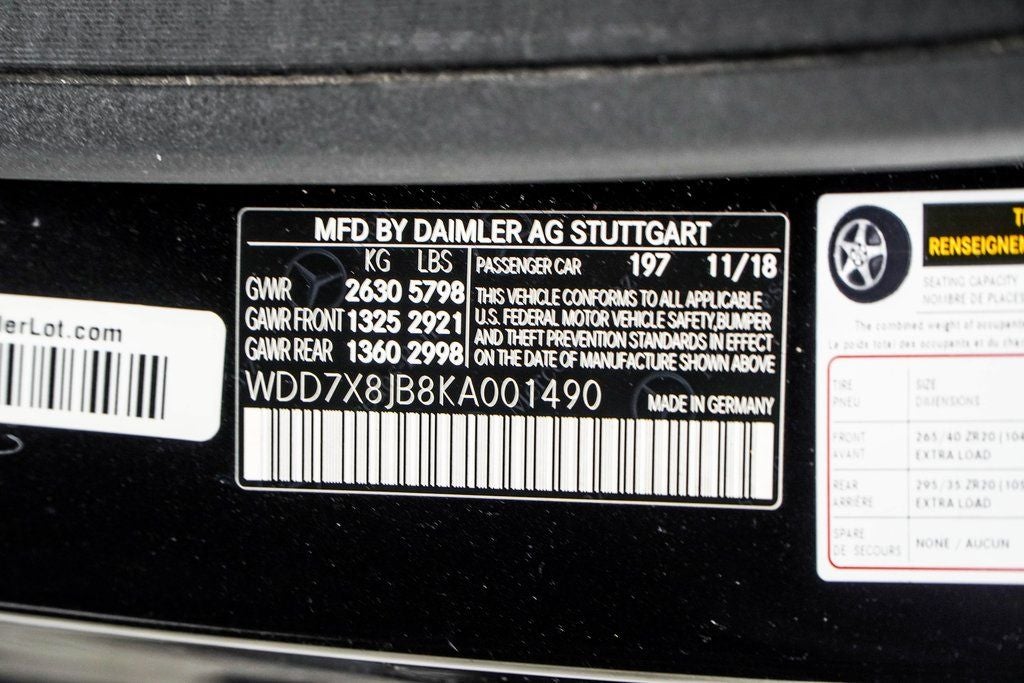 MFD BY DAIMLER AG STUTTGART
KG LBS
GVWR 2630 5798
GAWR FRONT 1325 2921
GAWR REAR 1360 2998
PASSENGER CAR 197 11/18
THIS VEHICLE CONFORMS TO ALL APPLICABLE
U.S. FEDERAL MOTOR VEHICLE SAFETY,BUMPER
AND THEFT PREVENTION STANDARDS IN EFFECT
ON THE DATE OF MANUFACTURE SHOWN ABOVE
WDD7X8JB8KA001490
MADE IN GERMANY
erLot.com
RENSEIGNE
SEATING CAPACITY
NOMBRE DE PLACES
The combined weight of occupants
Le poids total des occupants et du
TIRE SIZE
PNEU DIMENSIONS
FRONT 265/40 ZR20 (104
AVANT EXTRA LOAD
REAR 295/35 ZR20 (105
ARRIÈRE EXTRA LOAD
SPARE
DE SECOURS NONE / AUCUN